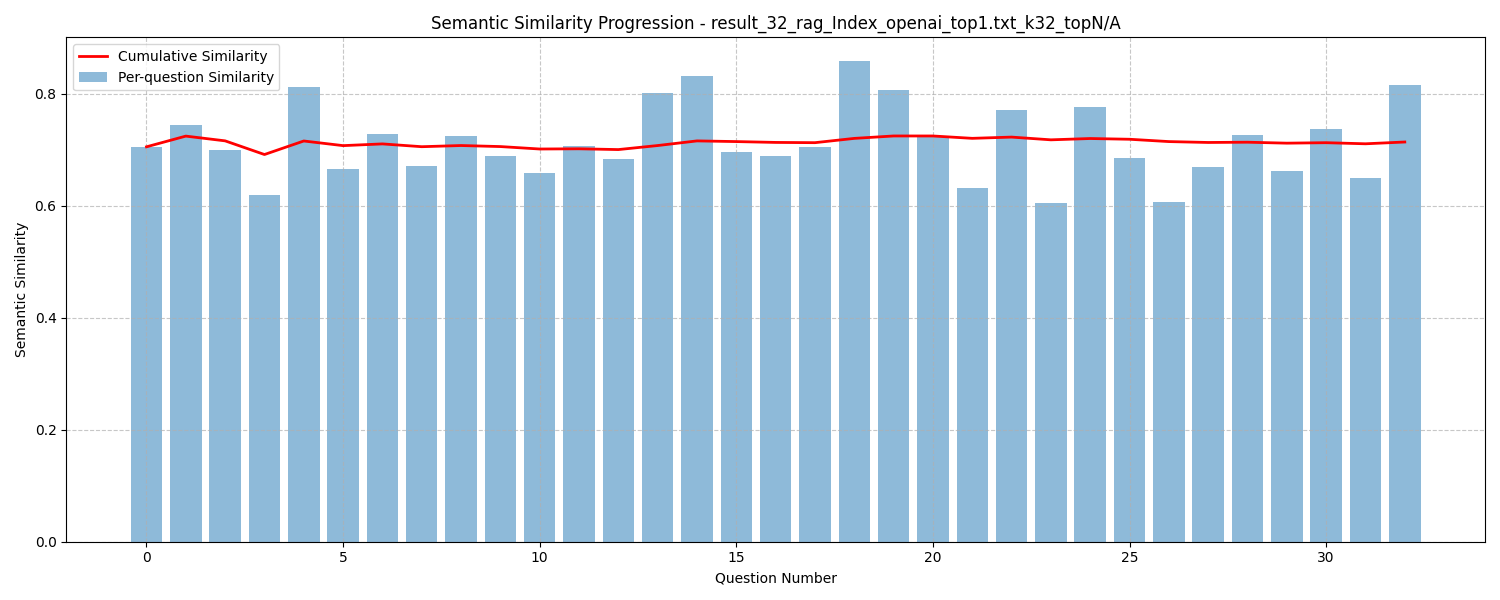 Semantic Similarity Progression - result_32_rag_Index_openai_top1.txt_k32_topN/A
Cumulative Similarity
Per-question Similarity
Semantic Similarity
0.8
0.6
0.4
0.2
0.0
0 5 10 15 20 25 30
Question Number